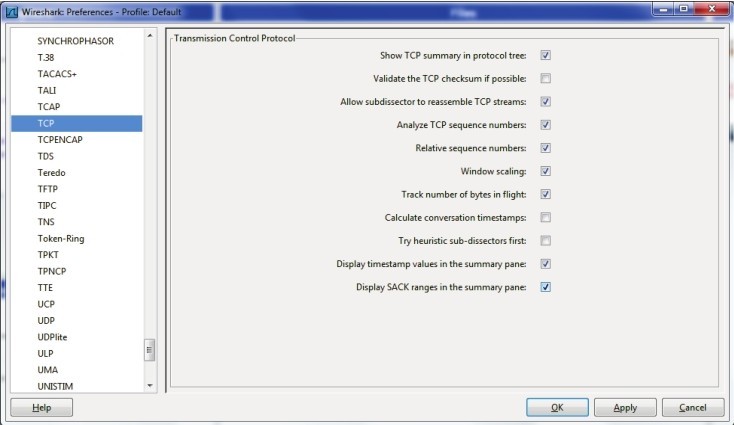 Wireshark: Preferences - Profile: Default
SYNCHROPHASOR
T.38
TACACS+
TALI
TCAP
TCP
TCPENCAP
TDS
Teredo
TFTP
TIPC
TNS
Token-Ring
TPKT
TPNCP
TTE
UCP
UDP
UDPlite
ULP
UMA
UNISTIM
Transmission Control Protocol
Show TCP summary in protocol tree:
Validate the TCP checksum if possible:
Allow subdissector to reassemble TCP streams:
Analyze TCP sequence numbers:
Relative sequence numbers:
Window scaling:
Track number of bytes in flight:
Calculate conversation timestamps:
Try heuristic sub-dissectors first:
Display timestamp values in the summary pane:
Display SACK ranges in the summary pane:
Help
OK
Apply
Cancel